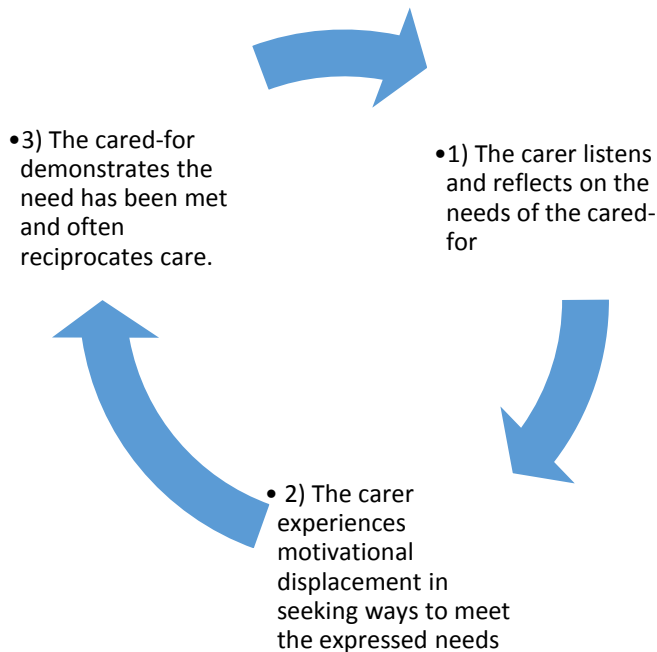 •3) The cared-for
demonstrates the
need has been met
and often
reciprocates care.
•1) The carer listens
and reflects on the
needs of the cared-
for
• 2) The carer
experiences
motivational
displacement in
seeking ways to meet
the expressed needs